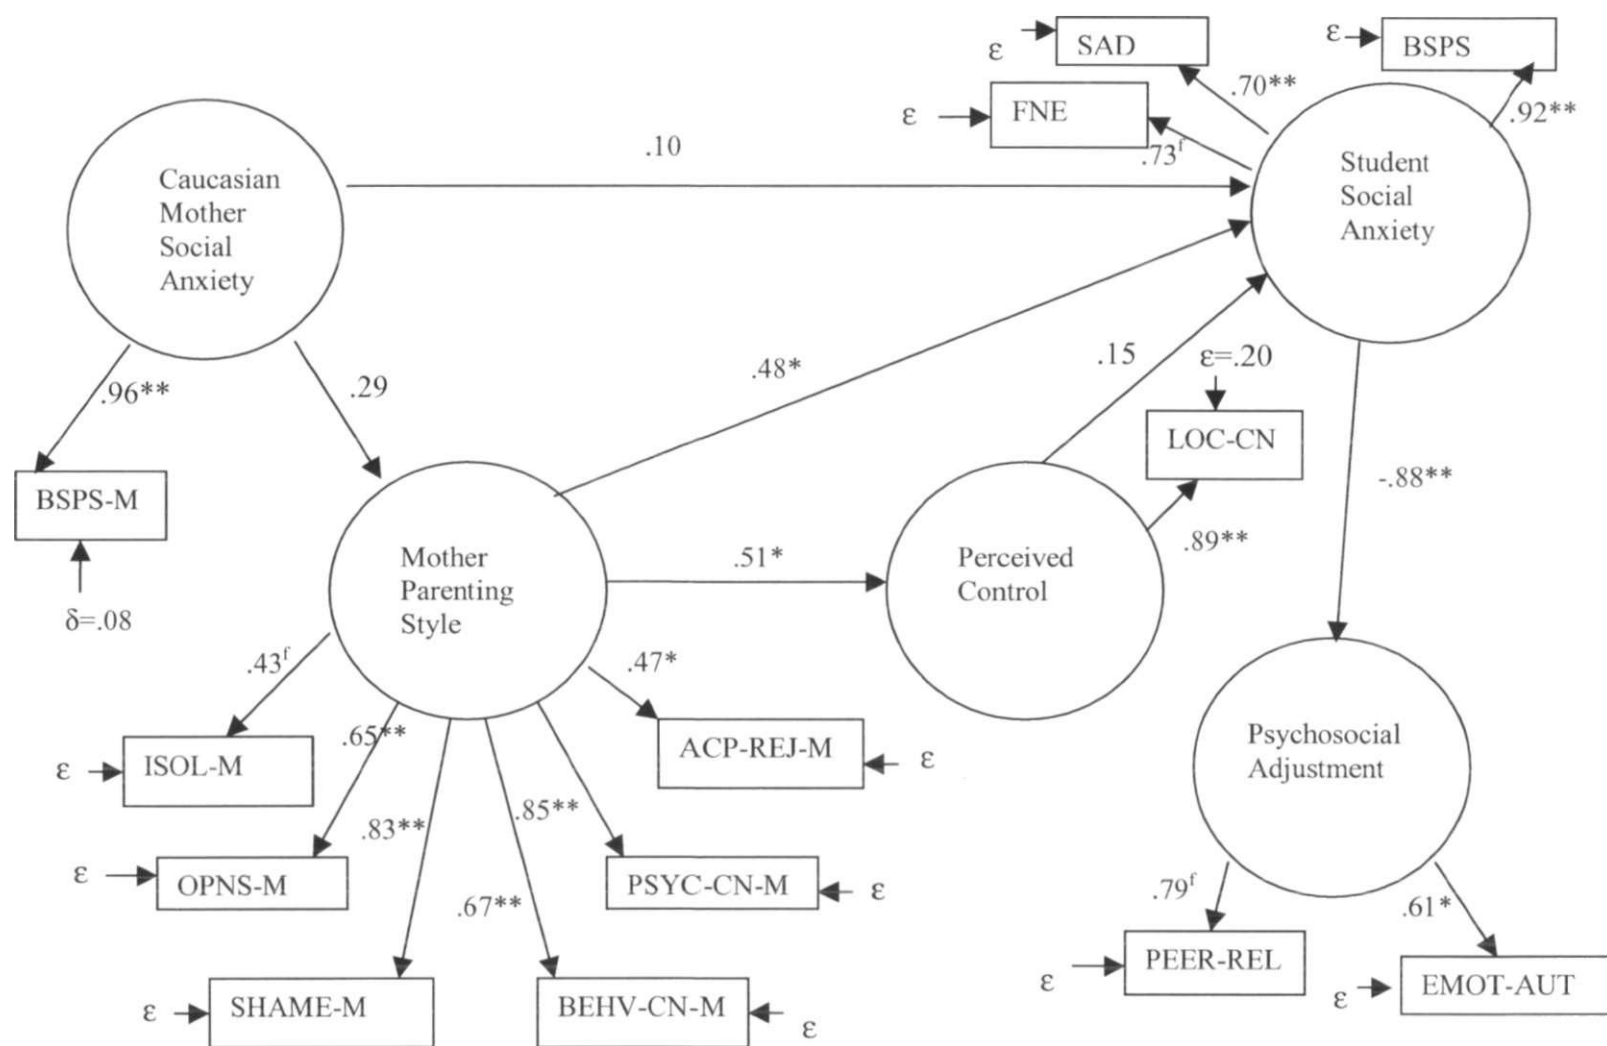 ε
SAD
ε
BSPS
.70**
.92**
ε
FNE
.73ᶠ
.10
Caucasian
Mother
Social
Anxiety
Student
Social
Anxiety
.96**
.29
.48*
.15
ε=.20
LOC-CN
-.88**
BSPS-M
δ=.08
Mother
Parenting
Style
.51*
Perceived
Control
.89**
.43ᶠ
.47*
.65**
ε
ISOL-M
ACP-REJ-M
ε
Psychosocial
Adjustment
.83**
.85**
ε
OPNS-M
PSYC-CN-M
ε
.67**
.79ᶠ
.61*
ε
SHAME-M
BEHV-CN-M
ε
ε
PEER-REL
ε
EMOT-AUT